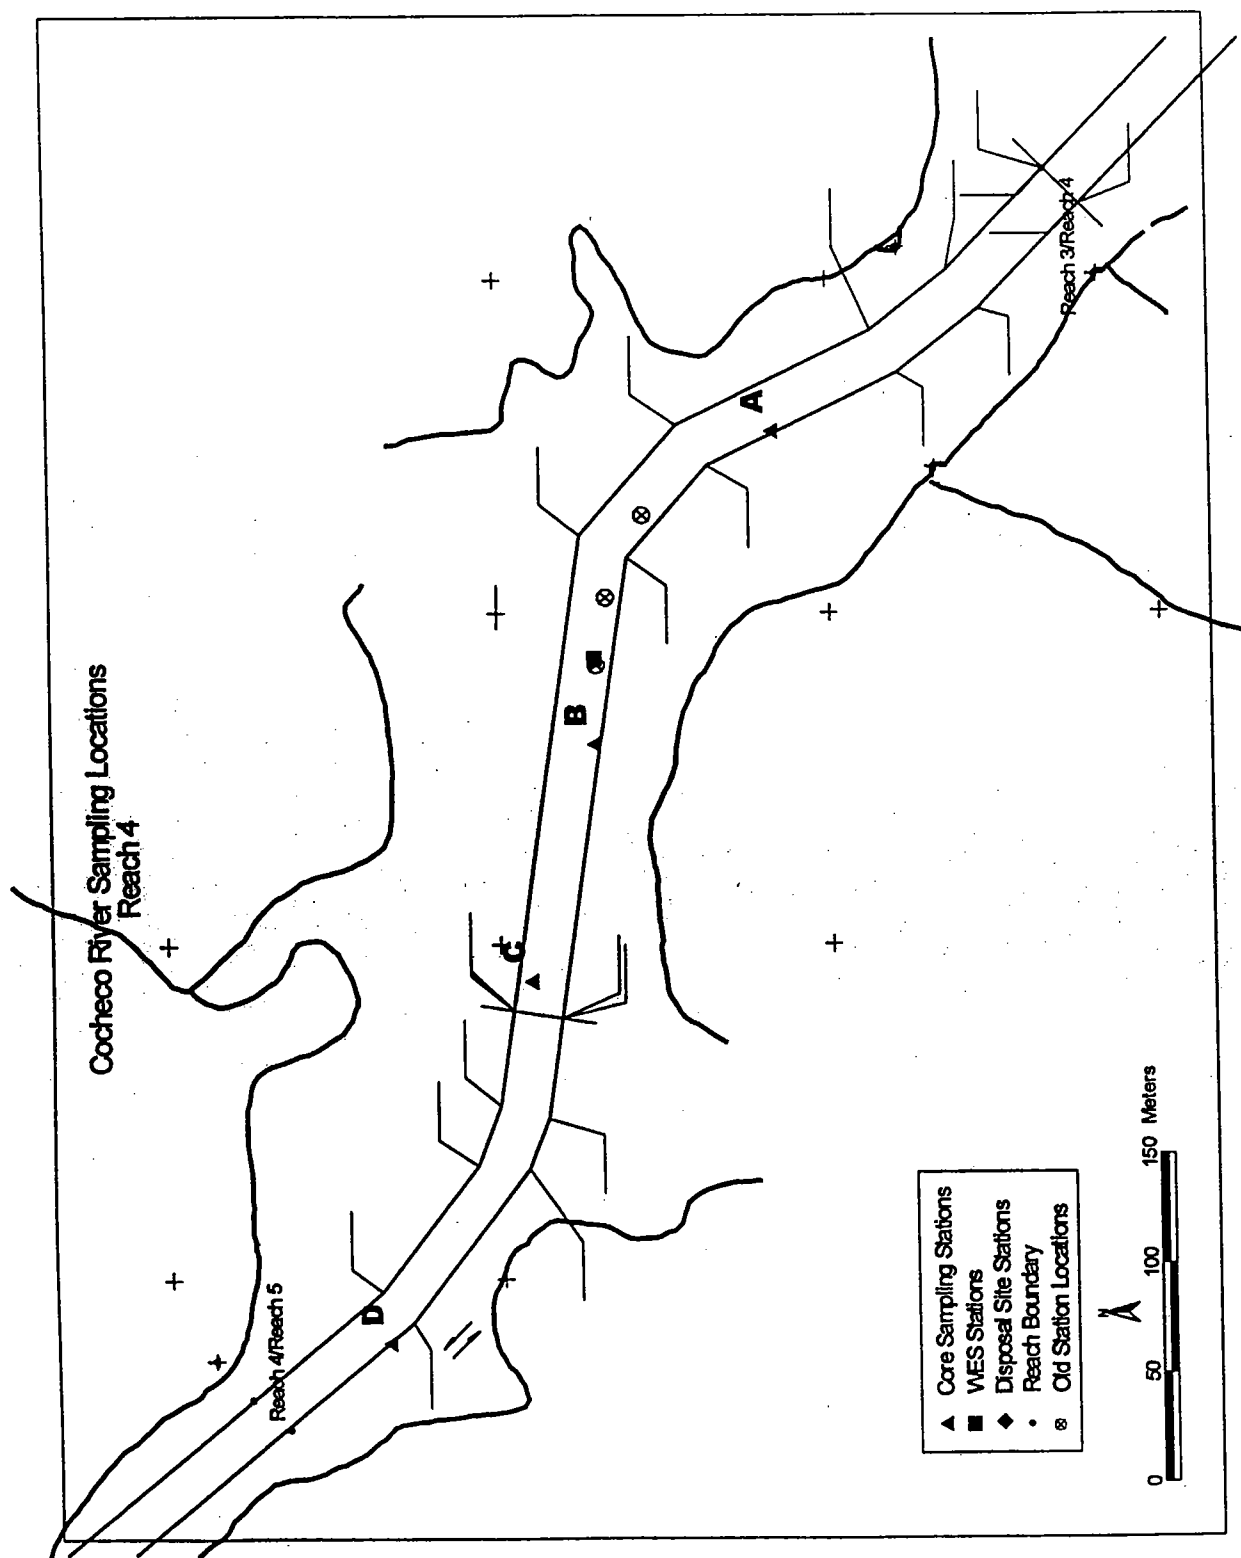 Cocheco River Sampling Locations
Reach 4
Reach 4/Reach 5
D
C
B
A
Reach 3/Reach 4
Core Sampling Stations
WES Stations
Disposal Site Stations
Reach Boundary
Old Station Locations
N
0 50 100 150 Meters